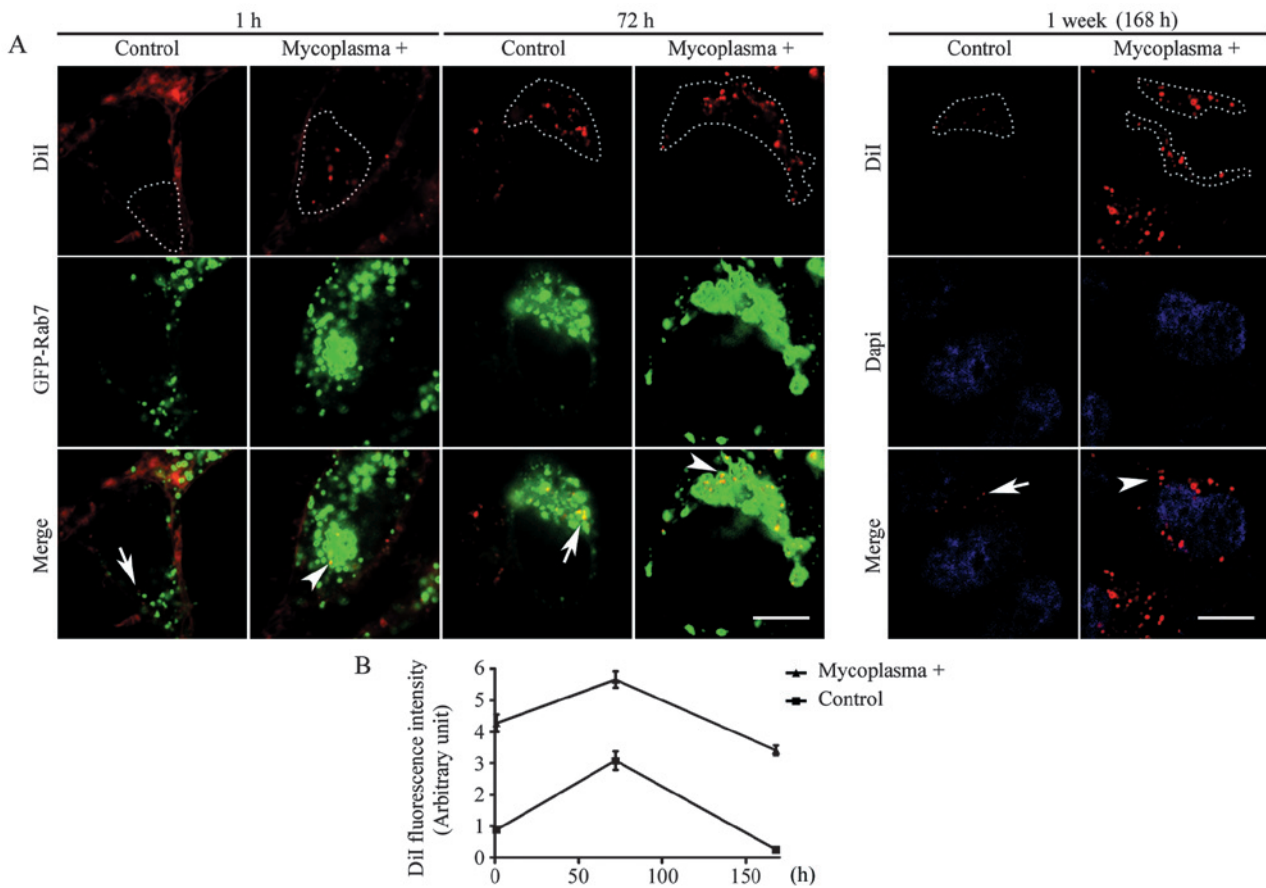 A
1 h
72 h
1 week (168 h)
Control
Mycoplasma +
Control
Mycoplasma +
Control
Mycoplasma +
DiI
GFP-Rab7
Merge
DiI
Dapi
Merge
B
DiI fluorescence intensity
(Arbitrary unit)
6
5
4
3
2
1
0
0
50
100
150
(h)
Mycoplasma +
Control